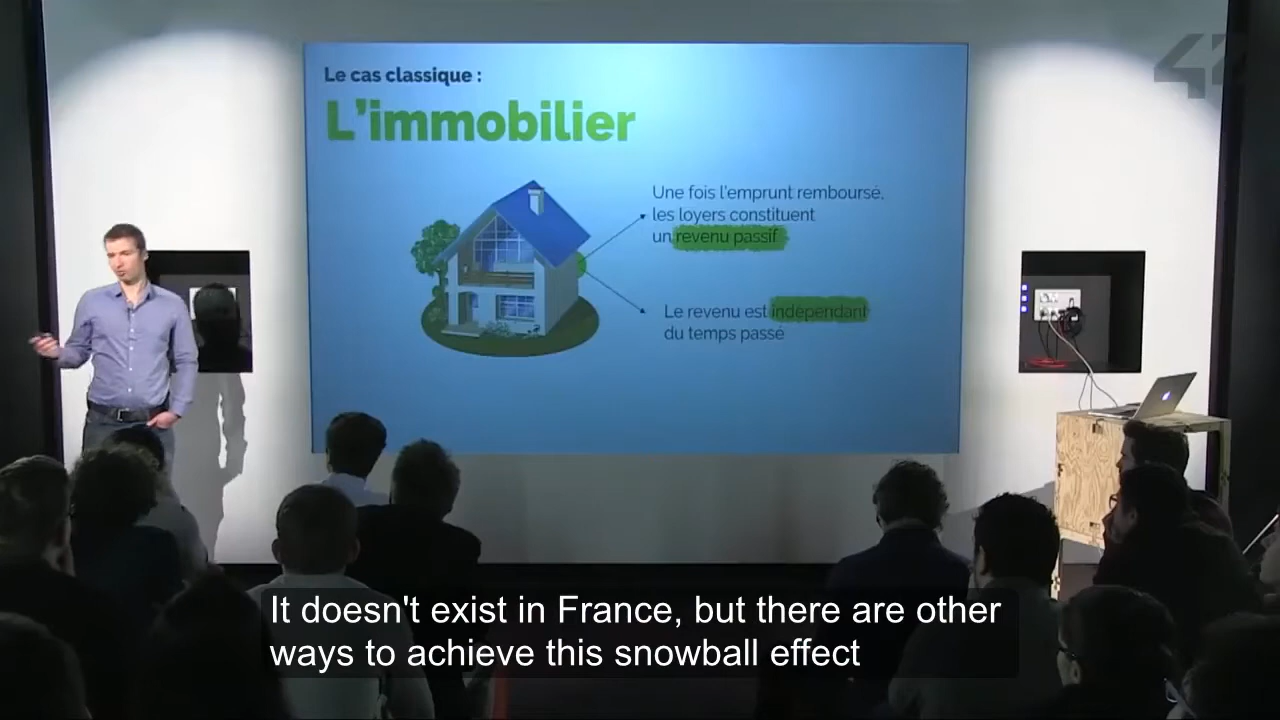 42
Le cas classique :
L'immobilier
Une fois l'emprunt remboursé,
les loyers constituent
un revenu passif
Le revenu est indépendant
du temps passé
It doesn't exist in France, but there are other
ways to achieve this snowball effect